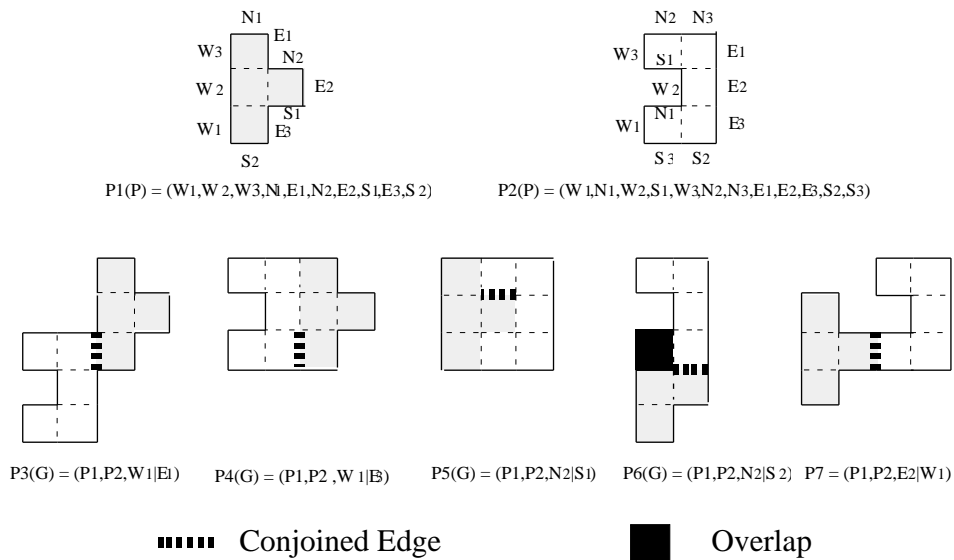 N1
N2 N3
E1
W3
N2
W3
E1
S1
W2
E2
W2
E2
S1
N1
W1
E3
W1
E3
S2
S3 S2
P1(P) = (W1,W2,W3,N1,E1,N2,E2,S1,E3,S2)
P2(P) = (W1,N1,W2,S1,W3,N2,N3,E1,E2,E3,S2,S3)
P3(G) = (P1,P2,W1|E1)
P4(G) = (P1,P2,W1|E3)
P5(G) = (P1,P2,N2|S1)
P6(G) = (P1,P2,N2|S2)
P7 = (P1,P2,E2|W1)
Conjoined Edge
Overlap